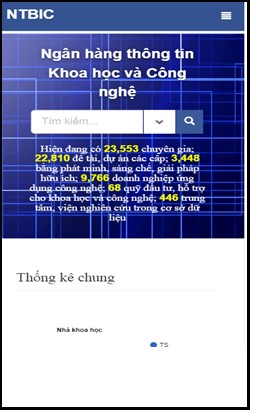 NTBIC
Ngân hàng thông tin
Khoa học và Công
nghệ
Tìm kiếm...
Hiện đang có 23,553 chuyên gia;
22,810 đề tài, dự án các cấp; 3,448
bằng phát minh, sáng chế, giải pháp
hữu ích; 9,766 doanh nghiệp ứng
dụng công nghệ; 68 quỹ đầu tư, hỗ trợ
cho khoa học và công nghệ; 446 trung
tâm, viện nghiên cứu trong cơ sở dữ
liệu
Thống kê chung
Nhà khoa học
TS